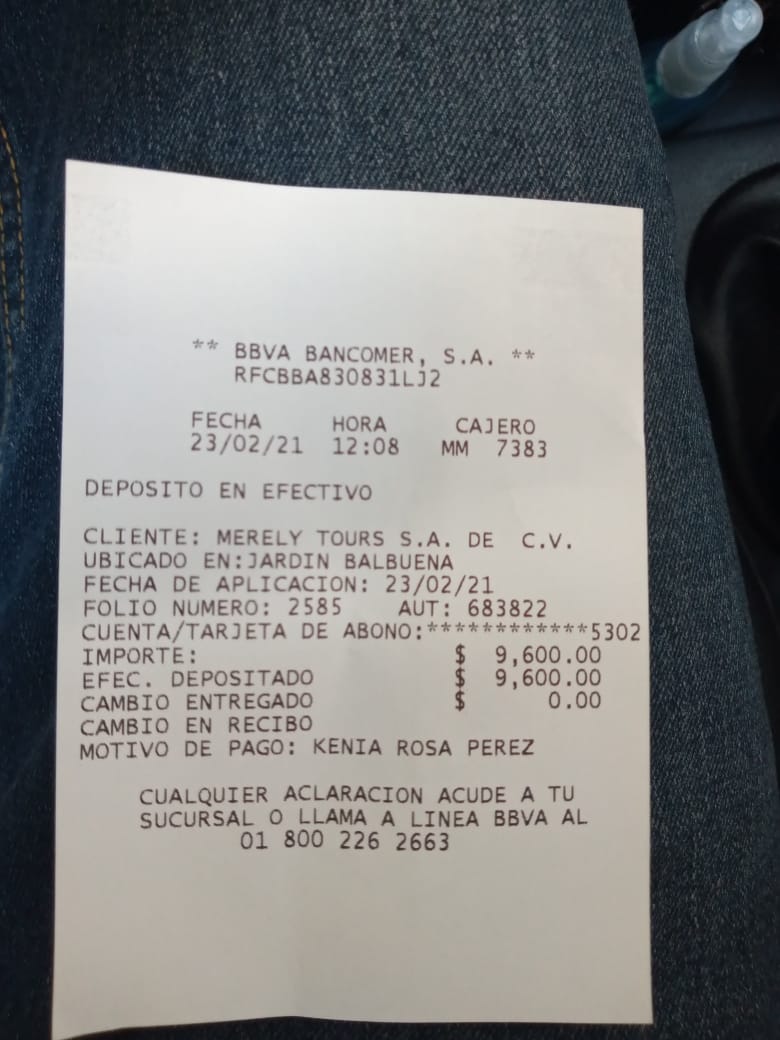 ** BBVA BANCOMER, S.A. **
RFCBBA830831LJ2
FECHA HORA CAJERO
23/02/21 12:08 MM 7383
DEPOSITO EN EFECTIVO
CLIENTE: MERELY TOURS S.A. DE C.V.
UBICADO EN:JARDIN BALBUENA
FECHA DE APLICACION: 23/02/21
FOLIO NUMERO: 2585 AUT: 683822
CUENTA/TARJETA DE ABONO:************5302
IMPORTE: $ 9,600.00
EFEC. DEPOSITADO $ 9,600.00
CAMBIO ENTREGADO $ 0.00
CAMBIO EN RECIBO
MOTIVO DE PAGO: KENIA ROSA PEREZ
CUALQUIER ACLARACION ACUDE A TU
SUCURSAL O LLAMA A LINEA BBVA AL
01 800 226 2663